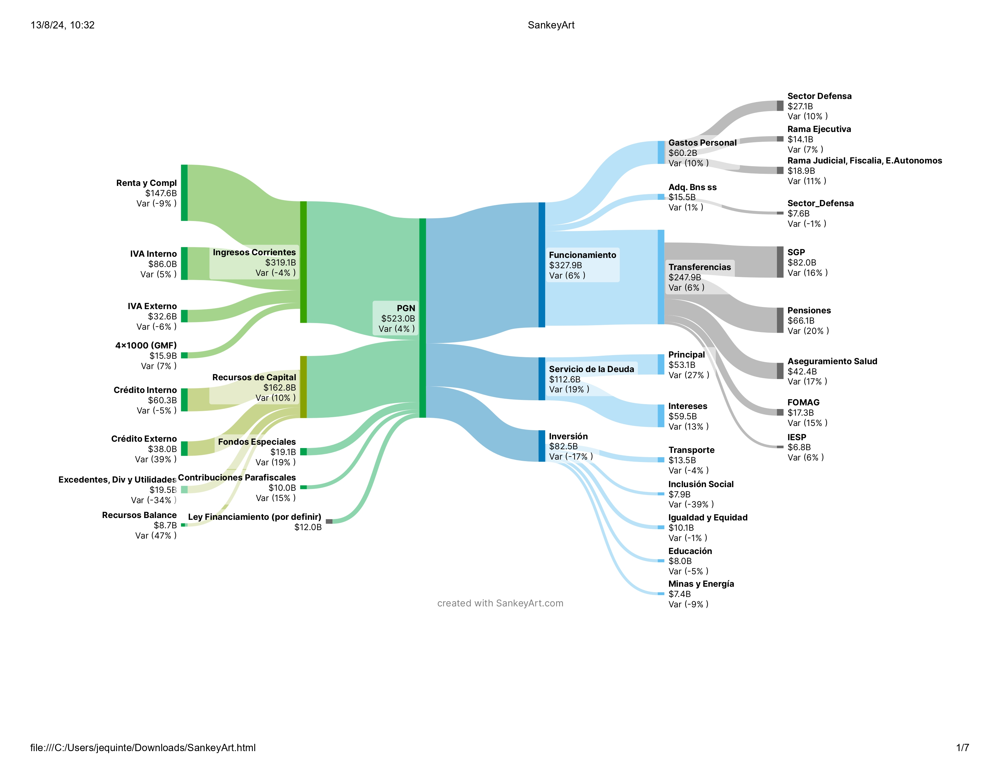 13/8/24, 10:32
SankeyArt
Renta y Compl
$147.6B
Var (-9% )
IVA Interno
$86.0B
Var (5% )
IVA Externo
$32.6B
Var (-6% )
4x1000 (GMF)
$15.9B
Var (7% )
Crédito Interno
$60.3B
Var (-5% )
Crédito Externo
$38.0B
Var (39% )
Excedentes, Div y Utilidades
$19.5B
Var (-34% )
Recursos Balance
$8.7B
Var (47% )
Ingresos Corrientes
$319.1B
Var (-4% )
Recursos de Capital
$162.8B
Var (10% )
Fondos Especiales
$19.1B
Var (19% )
Contribuciones Parafiscales
$10.0B
Var (15% )
Ley Financiamiento (por definir)
$12.0B
PGN
$523.0B
Var (4% )
Funcionamiento
$327.9B
Var (6% )
Servicio de la Deuda
$112.6B
Var (19% )
Inversión
$82.5B
Var (-17% )
Gastos Personal
$60.2B
Var (10% )
Adq. Bns ss
$15.5B
Var (1% )
Transferencias
$247.9B
Var (6% )
Principal
$53.1B
Var (27% )
Intereses
$59.5B
Var (13% )
Transporte
$13.5B
Var (-4% )
Inclusión Social
$7.9B
Var (-39% )
Igualdad y Equidad
$10.1B
Var (-1% )
Educación
$8.0B
Var (-5% )
Minas y Energía
$7.4B
Var (-9% )
Sector Defensa
$27.1B
Var (10% )
Rama Ejecutiva
$14.1B
Var (7% )
Rama Judicial, Fiscalia, E.Autonomos
$18.9B
Var (11% )
Sector_Defensa
$7.6B
Var (-1% )
SGP
$82.0B
Var (16% )
Pensiones
$66.1B
Var (20% )
Aseguramiento Salud
$42.4B
Var (17% )
FOMAG
$17.3B
Var (15% )
IESP
$6.8B
Var (6% )
created with SankeyArt.com
file:///C:/Users/jequinte/Downloads/SankeyArt.html
1/7